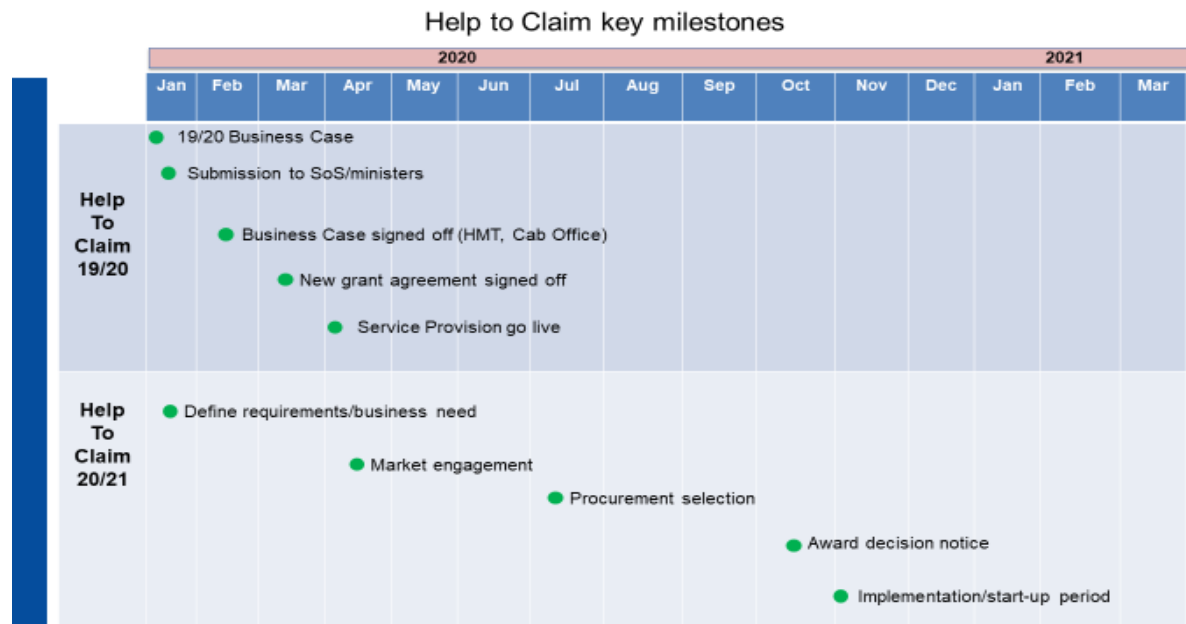 Help to Claim key milestones
2020 2021
Jan Feb Mar Apr May Jun Jul Aug Sep Oct Nov Dec Jan Feb Mar
Help
To
Claim
19/20
19/20 Business Case
Submission to SoS/ministers
Business Case signed off (HMT, Cab Office)
New grant agreement signed off
Service Provision go live
Help
To
Claim
20/21
Define requirements/business need
Market engagement
Procurement selection
Award decision notice
Implementation/start-up period